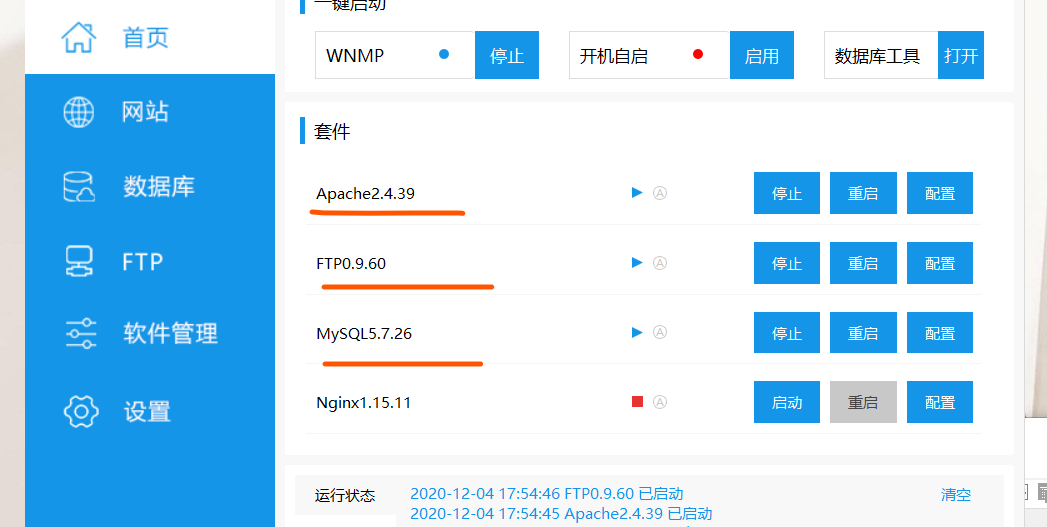 一键启动
首页
WNMP
停止
开机自启
启用
数据库工具
打开
网站
数据库
FTP
软件管理
设置
套件
Apache2.4.39
A
停止
重启
配置
FTP0.9.60
A
停止
重启
配置
MySQL5.7.26
A
停止
重启
配置
Nginx1.15.11
A
启动
重启
配置
运行状态
2020-12-04 17:54:46 FTP0.9.60 已启动
清空
2020-12-04 17:54:45 Apache2.4.39 已启动